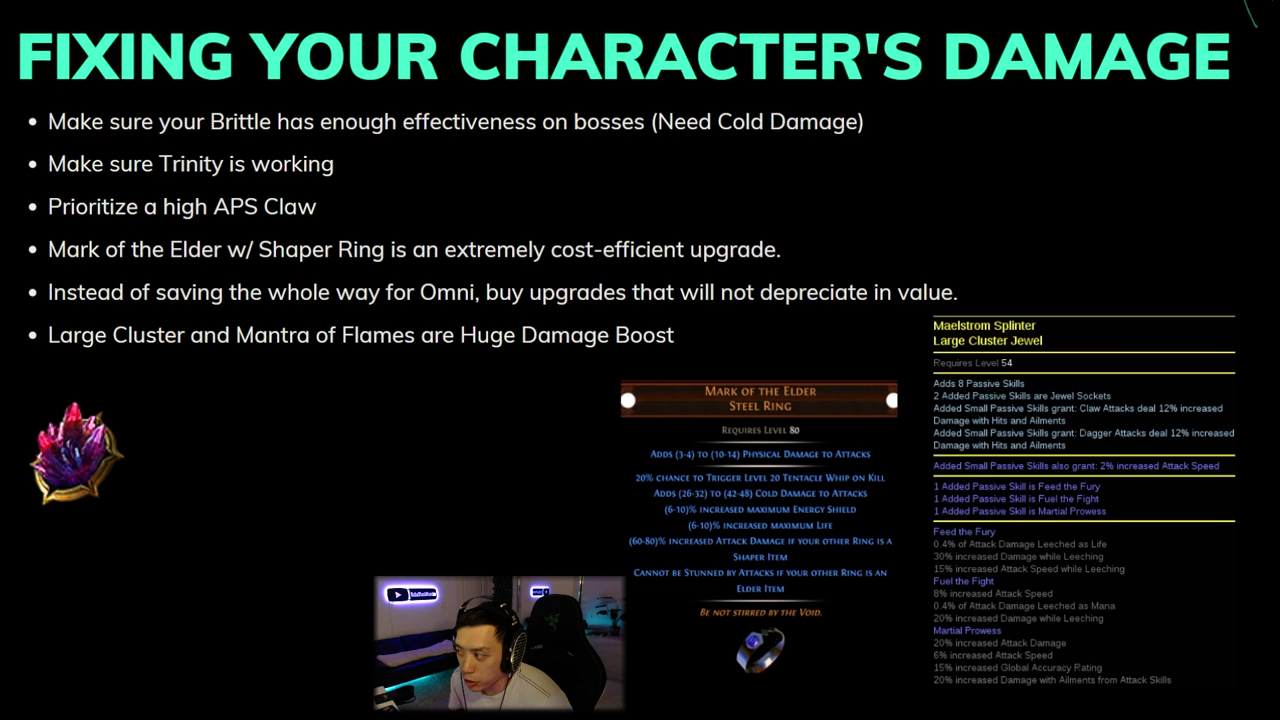 FIXING YOUR CHARACTER'S DAMAGE
Make sure your Brittle has enough effectiveness on bosses (Need Cold Damage)
Make sure Trinity is working
Prioritize a high APS Claw
Mark of the Elder w/ Shaper Ring is an extremely cost-efficient upgrade.
Instead of saving the whole way for Omni, buy upgrades that will not depreciate in value.
Large Cluster and Mantra of Flames are Huge Damage Boost
Mark of the Elder
Steel Ring
Requires Level 80
Adds (3-4) to (10-14) Physical Damage to Attacks
20% chance to Trigger Level 20 Tentacle Whip on Kill
Adds (26-32) to (42-48) Cold Damage to Attacks
(6-10)% increased maximum Energy Shield
(6-10)% increased maximum Life
(60-80)% increased Attack Damage if your other Ring is a
Shaper Item
Cannot be Stunned by Attacks if your other Ring is an
Elder Item
Be not stirred by the Void.
Maelstrom Splinter
Large Cluster Jewel
Requires Level 54
Adds 8 Passive Skills
2 Added Passive Skills are Jewel Sockets
Added Small Passive Skills grant: Claw Attacks deal 12% increased
Damage with Hits and Ailments
Added Small Passive Skills grant: Dagger Attacks deal 12% increased
Damage with Hits and Ailments
Added Small Passive Skills also grant: 2% increased Attack Speed
1 Added Passive Skill is Feed the Fury
1 Added Passive Skill is Fuel the Fight
1 Added Passive Skill is Martial Prowess
Feed the Fury
0.4% of Attack Damage Leeched as Life
30% increased Damage while Leeching
15% increased Attack Speed while Leeching
Fuel the Fight
8% increased Attack Speed
0.4% of Attack Damage Leeched as Mana
20% increased Damage while Leeching
Martial Prowess
20% increased Attack Damage
6% increased Attack Speed
15% increased Global Accuracy Rating
20% increased Damage with Ailments from Attack Skills